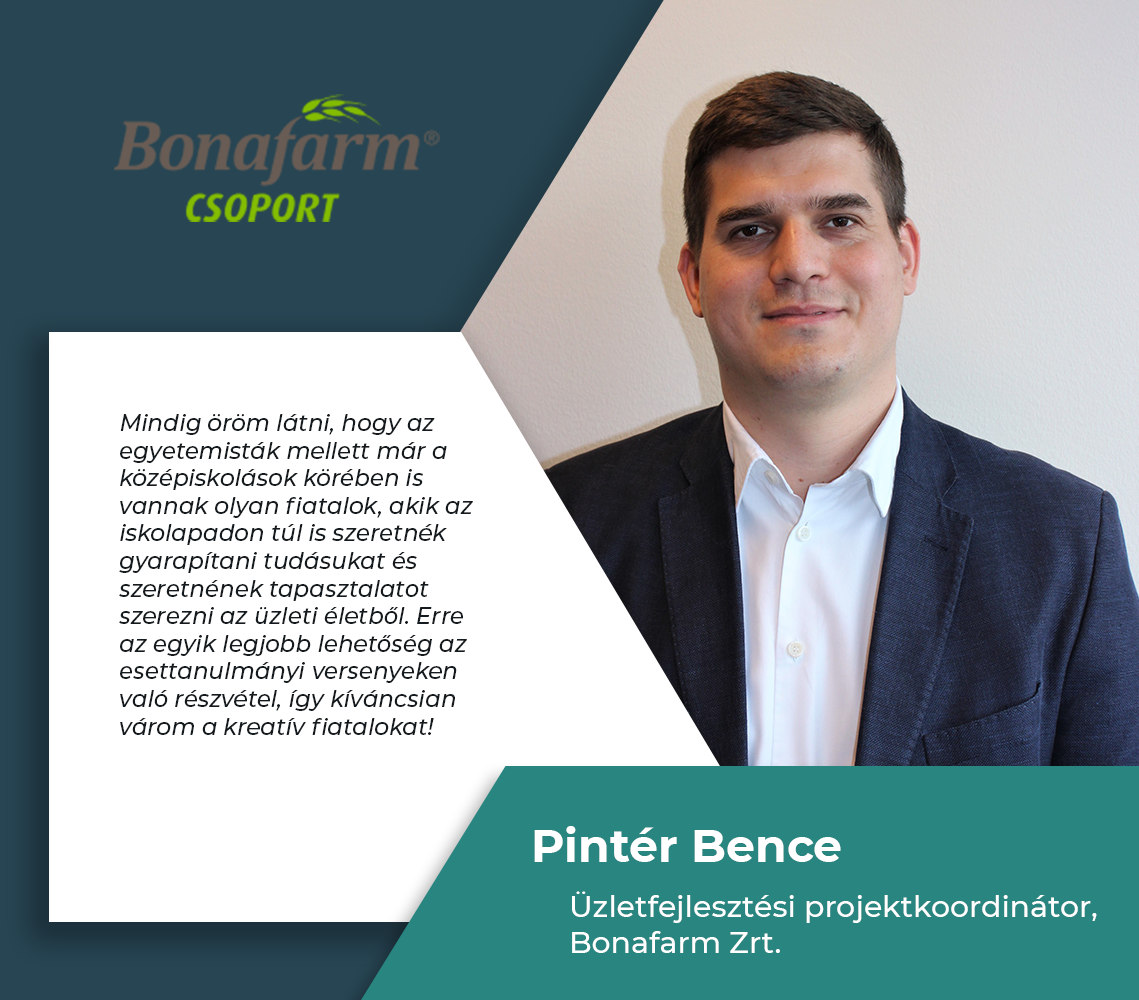 Bonafarm®
CSOPORT
Mindig öröm látni, hogy az
egyetemisták mellett már a
középiskolások körében is
vannak olyan fiatalok, akik az
iskolapadon túl is szeretnék
gyarapítani tudásukat és
szeretnének tapasztalatot
szerezni az üzleti életből. Erre
az egyik legjobb lehetőség az
esettanulmányi versenyeken
való részvétel, így kíváncsian
várom a kreatív fiatalokat!
Pintér Bence
Üzletfejlesztési projektkoordinátor,
Bonafarm Zrt.